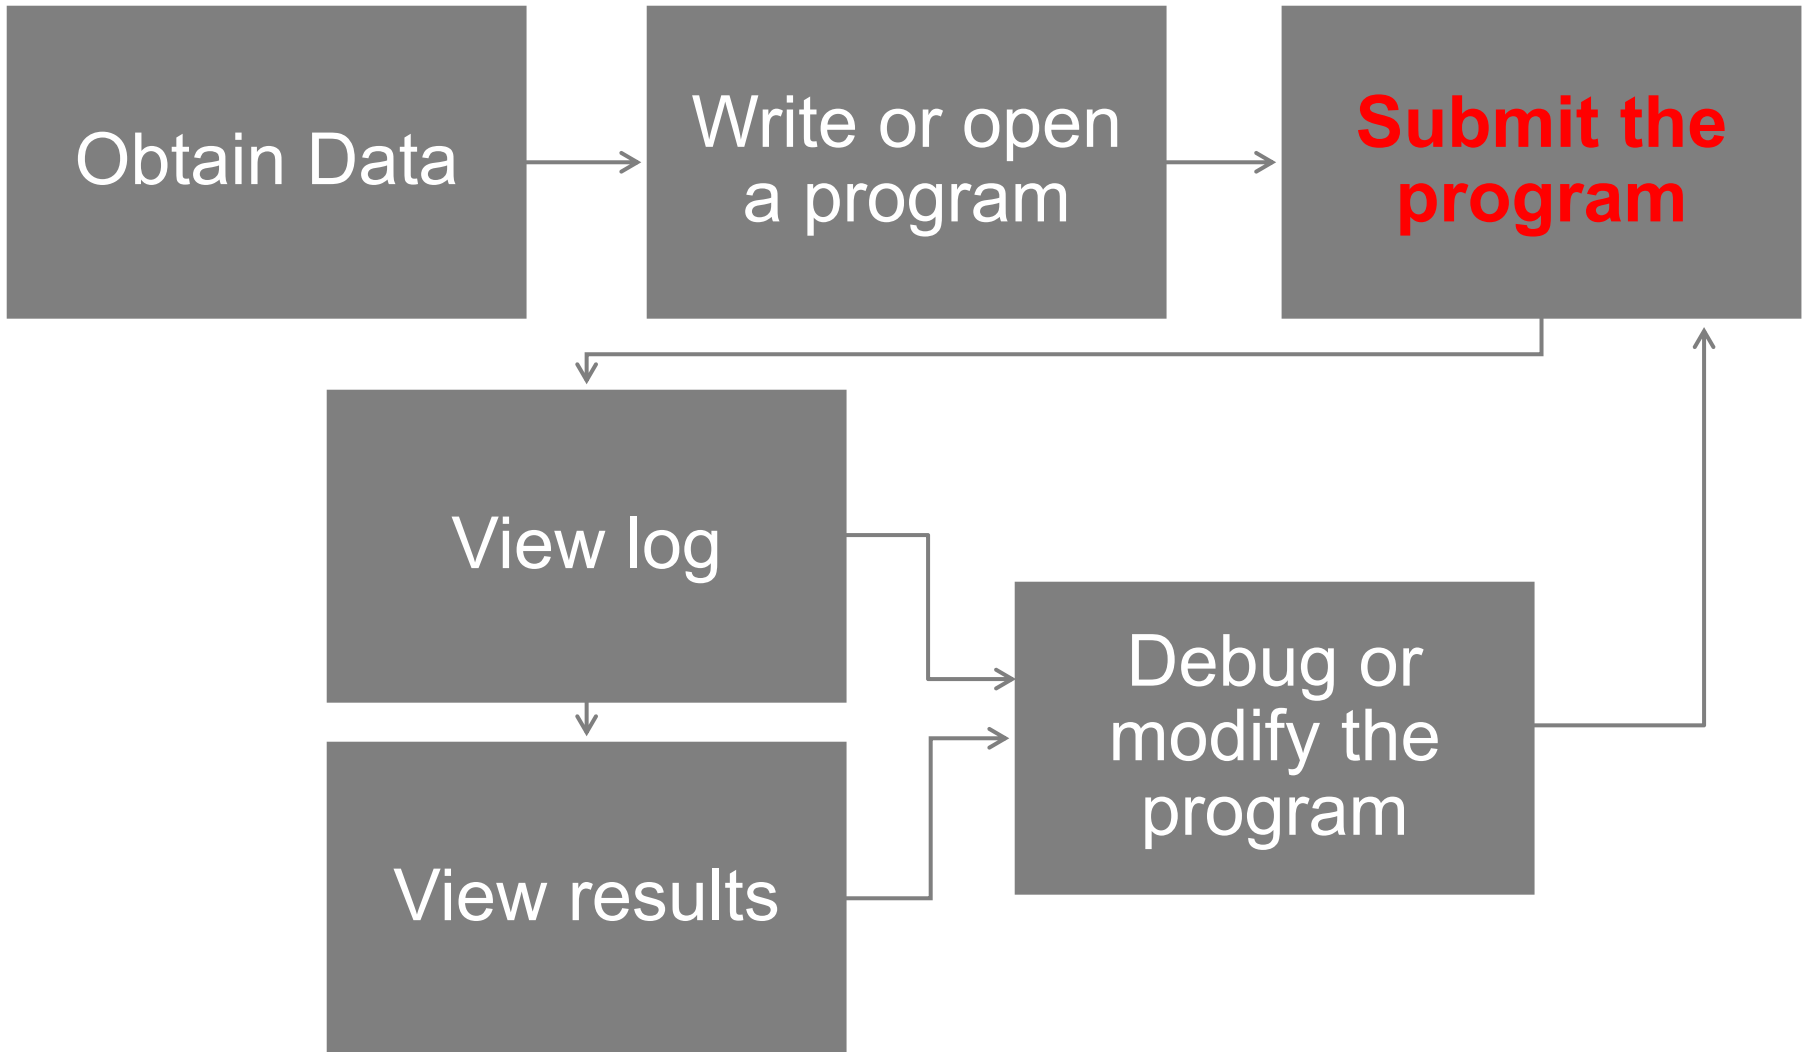 Obtain Data
Write or open
a program
Submit the
program
View log
Debug or
modify the
program
View results